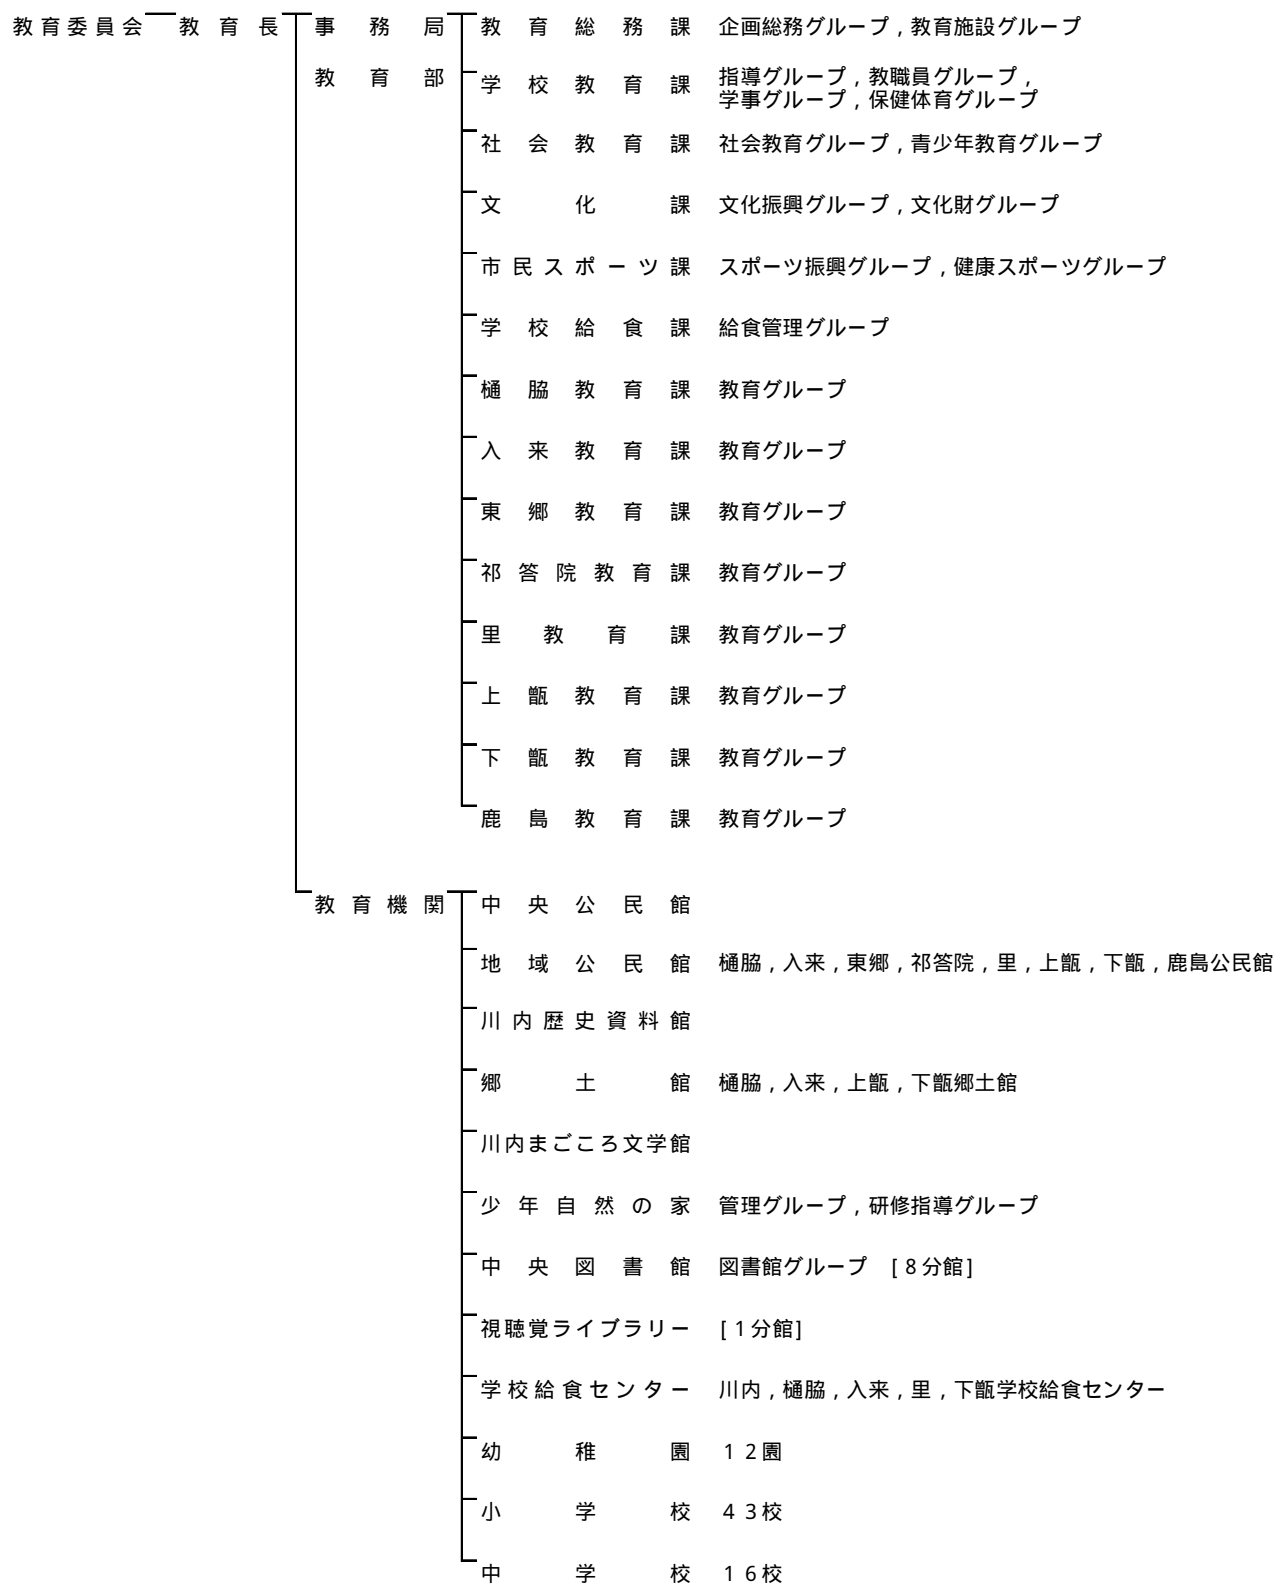 教育委員会 教育長 事務局 教育総務課 企画総務グループ，教育施設グループ
教育部 学校教育課 指導グループ，教職員グループ，
学事グループ，保健体育グループ
社会教育課 社会教育グループ，青少年教育グループ
文化課 文化振興グループ，文化財グループ
市民スポーツ課 スポーツ振興グループ，健康スポーツグループ
学校給食課 給食管理グループ
樋脇教育課 教育グループ
入来教育課 教育グループ
東郷教育課 教育グループ
祁答院教育課 教育グループ
里教育課 教育グループ
上甑教育課 教育グループ
下甑教育課 教育グループ
鹿島教育課 教育グループ
教育機関 中央公民館
地域公民館 樋脇，入来，東郷，祁答院，里，上甑，下甑，鹿島公民館
川内歴史資料館
郷土館 樋脇，入来，上甑，下甑郷土館
川内まごころ文学館
少年自然の家 管理グループ，研修指導グループ
中央図書館 図書館グループ [8分館]
視聴覚ライブラリー [1分館]
学校給食センター 川内，樋脇，入来，里，下甑学校給食センター
幼稚園 12園
小学校 43校
中学校 16校